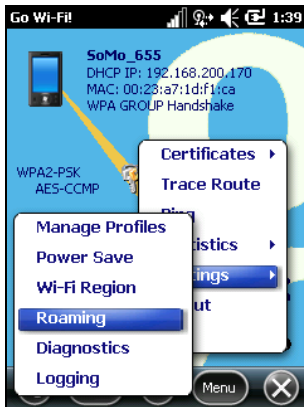 Go Wi-Fi!
1:39
SoMo_655
DHCP IP: 192.168.200.170
MAC: 00:23:a7:1d:f1:ca
WPA GROUP Handshake
WPA2-PSK
AES-CCMP
Certificates
Trace Route
Manage Profiles
Power Save
Wi-Fi Region
Roaming
Diagnostics
Logging
Menu